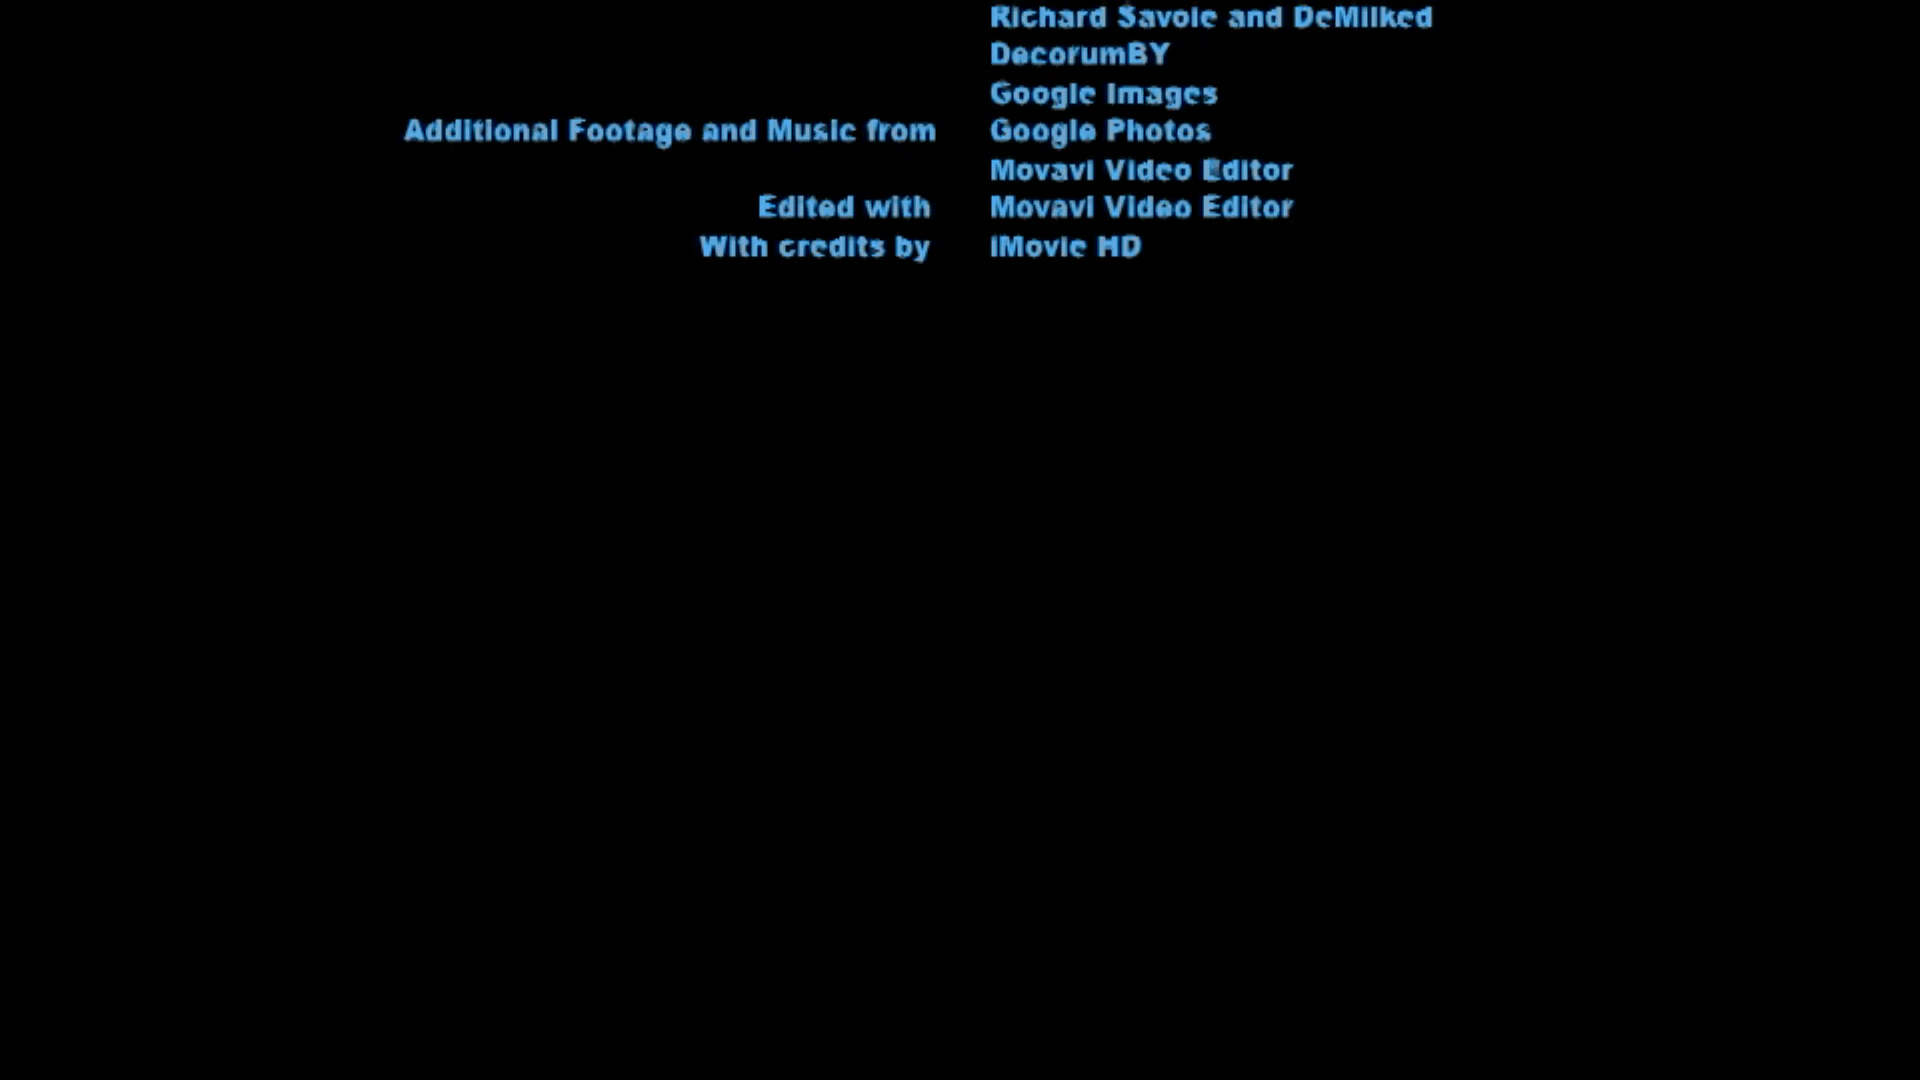 Richard Savoie and DeMilked
DecorumBY
Google Images
Additional Footage and Music from Google Photos
Movavi Video Editor
Edited with Movavi Video Editor
With credits by iMovie HD